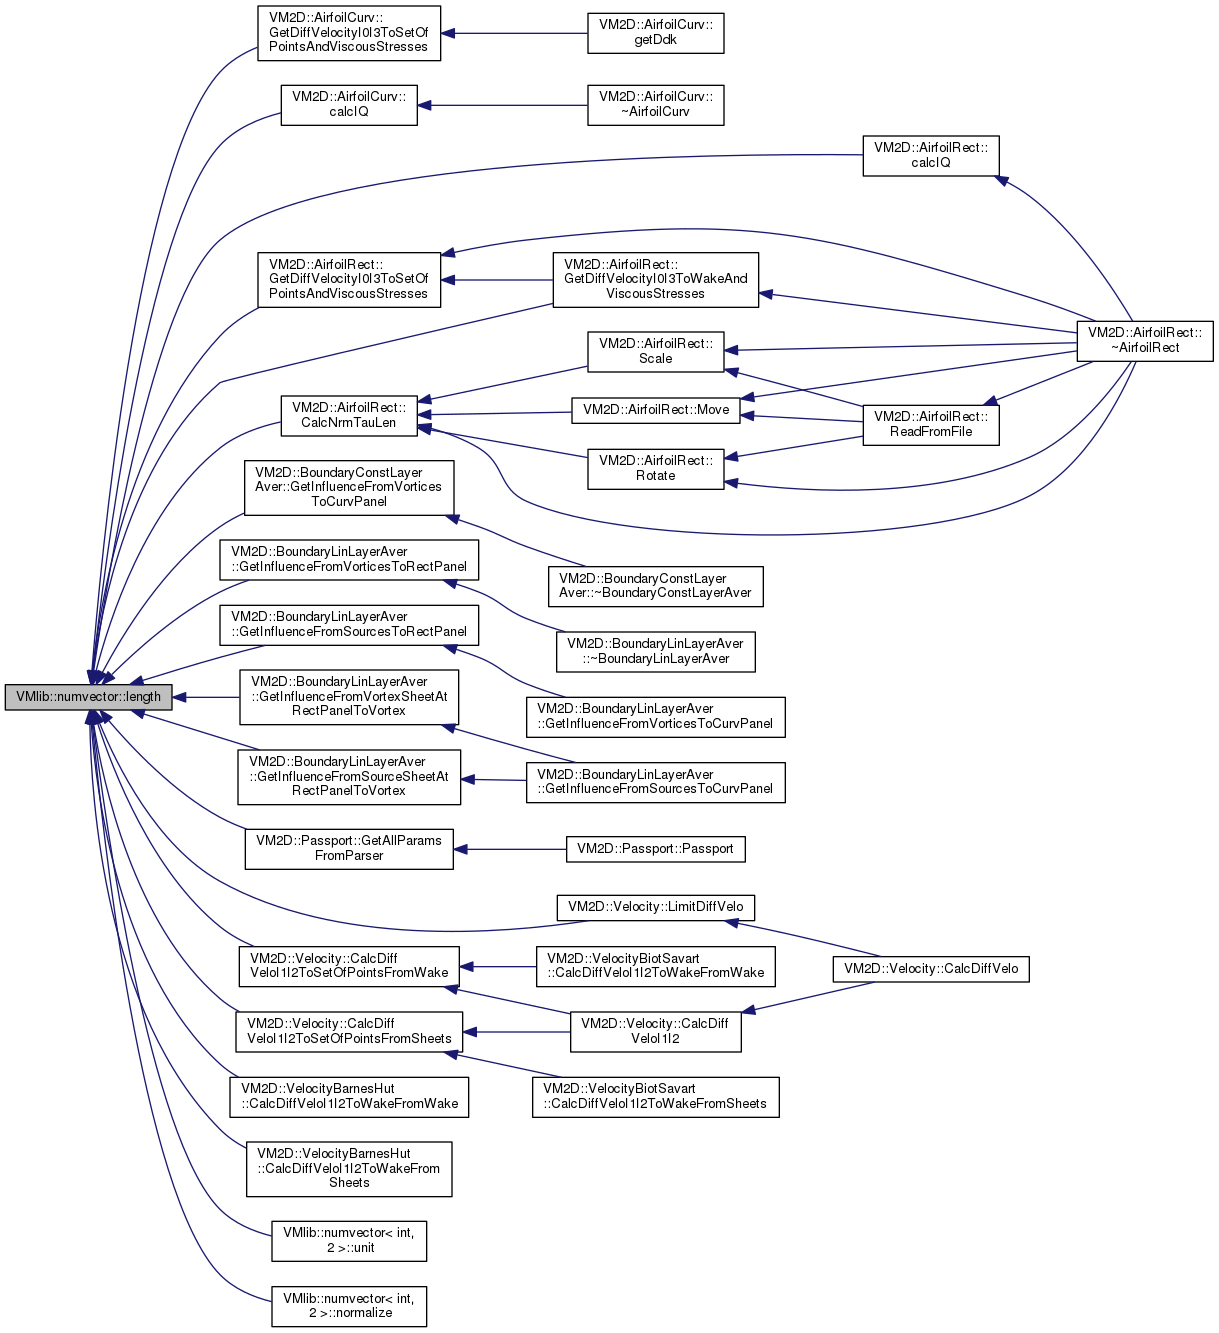 VM2D::AirfoilCurv::
GetDiffVelocityI0I3ToSetOf
PointsAndViscousStresses
VM2D::AirfoilCurv::
getDdk
VM2D::AirfoilCurv::
calcIQ
VM2D::AirfoilCurv::
~AirfoilCurv
VM2D::AirfoilRect::
calcIQ
VM2D::AirfoilRect::
GetDiffVelocityI0I3ToSetOf
PointsAndViscousStresses
VM2D::AirfoilRect::
GetDiffVelocityI0I3ToWakeAnd
ViscousStresses
VM2D::AirfoilRect::
~AirfoilRect
VM2D::AirfoilRect::
Scale
VM2D::AirfoilRect::
CalcNrmTauLen
VM2D::AirfoilRect::Move
VM2D::AirfoilRect::
ReadFromFile
VM2D::AirfoilRect::
Rotate
VM2D::BoundaryConstLayer
Aver::GetInfluenceFromVortices
ToCurvPanel
VM2D::BoundaryConstLayer
Aver::~BoundaryConstLayerAver
VM2D::BoundaryLinLayerAver
::GetInfluenceFromVorticesToRectPanel
VM2D::BoundaryLinLayerAver
::~BoundaryLinLayerAver
VM2D::BoundaryLinLayerAver
::GetInfluenceFromSourcesToRectPanel
VMlib::numvector::length
VM2D::BoundaryLinLayerAver
::GetInfluenceFromVortexSheetAt
RectPanelToVortex
VM2D::BoundaryLinLayerAver
::GetInfluenceFromVorticesToCurvPanel
VM2D::BoundaryLinLayerAver
::GetInfluenceFromSourceSheetAt
RectPanelToVortex
VM2D::BoundaryLinLayerAver
::GetInfluenceFromSourcesToCurvPanel
VM2D::Passport::GetAllParams
FromParser
VM2D::Passport::Passport
VM2D::Velocity::LimitDiffVelo
VM2D::Velocity::CalcDiff
VeloI1I2ToSetOfPointsFromWake
VM2D::VelocityBiotSavart
::CalcDiffVeloI1I2ToWakeFromWake
VM2D::Velocity::CalcDiffVelo
VM2D::Velocity::CalcDiff
VeloI1I2ToSetOfPointsFromSheets
VM2D::Velocity::CalcDiff
VeloI1I2
VM2D::VelocityBarnesHut
::CalcDiffVeloI1I2ToWakeFromWake
VM2D::VelocityBiotSavart
::CalcDiffVeloI1I2ToWakeFromSheets
VM2D::VelocityBarnesHut
::CalcDiffVeloI1I2ToWakeFrom
Sheets
VMlib::numvector< int,
2 >::unit
VMlib::numvector< int,
2 >::normalize